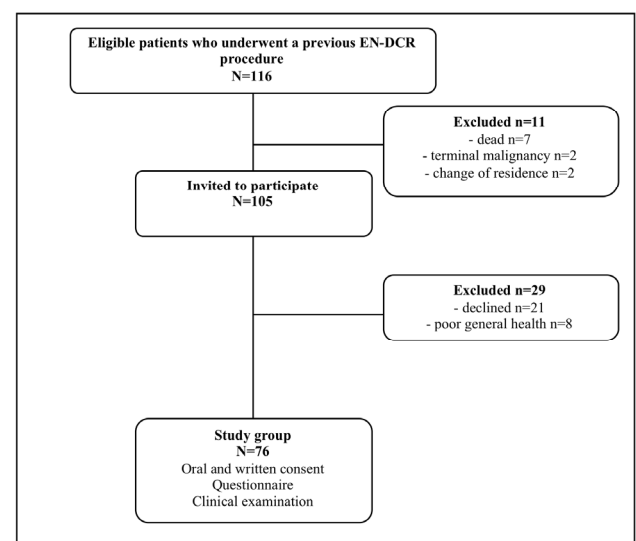 Eligible patients who underwent a previous EN-DCR
procedure
N=116
Excluded n=11
- dead n=7
- terminal malignancy n=2
- change of residence n=2
Invited to participate
N=105
Excluded n=29
- declined n=21
- poor general health n=8
Study group
N=76
Oral and written consent
Questionnaire
Clinical examination